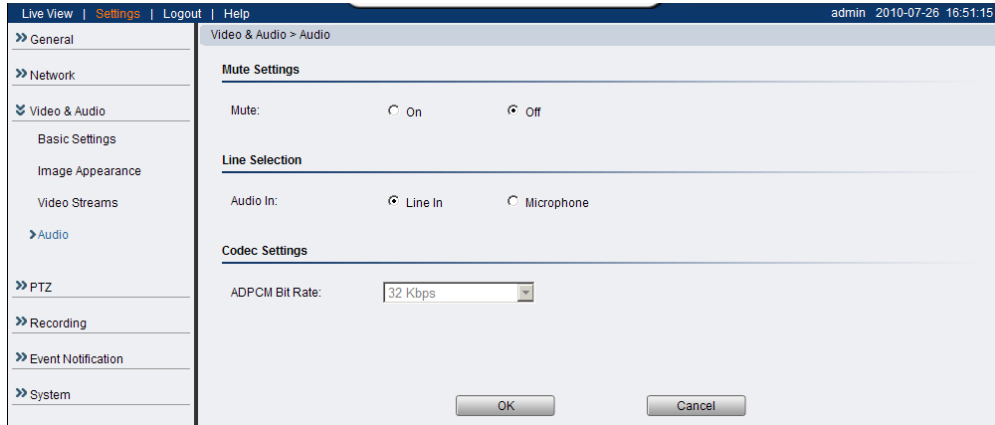 Live View | Settings | Logout | Help
admin 2010-07-26 16:51:15
General
Network
Video & Audio
Basic Settings
Image Appearance
Video Streams
Audio
PTZ
Recording
Event Notification
System
Video & Audio > Audio
Mute Settings
Mute: On Off
Line Selection
Audio In: Line In Microphone
Codec Settings
ADPCM Bit Rate: 32 Kbps
OK Cancel